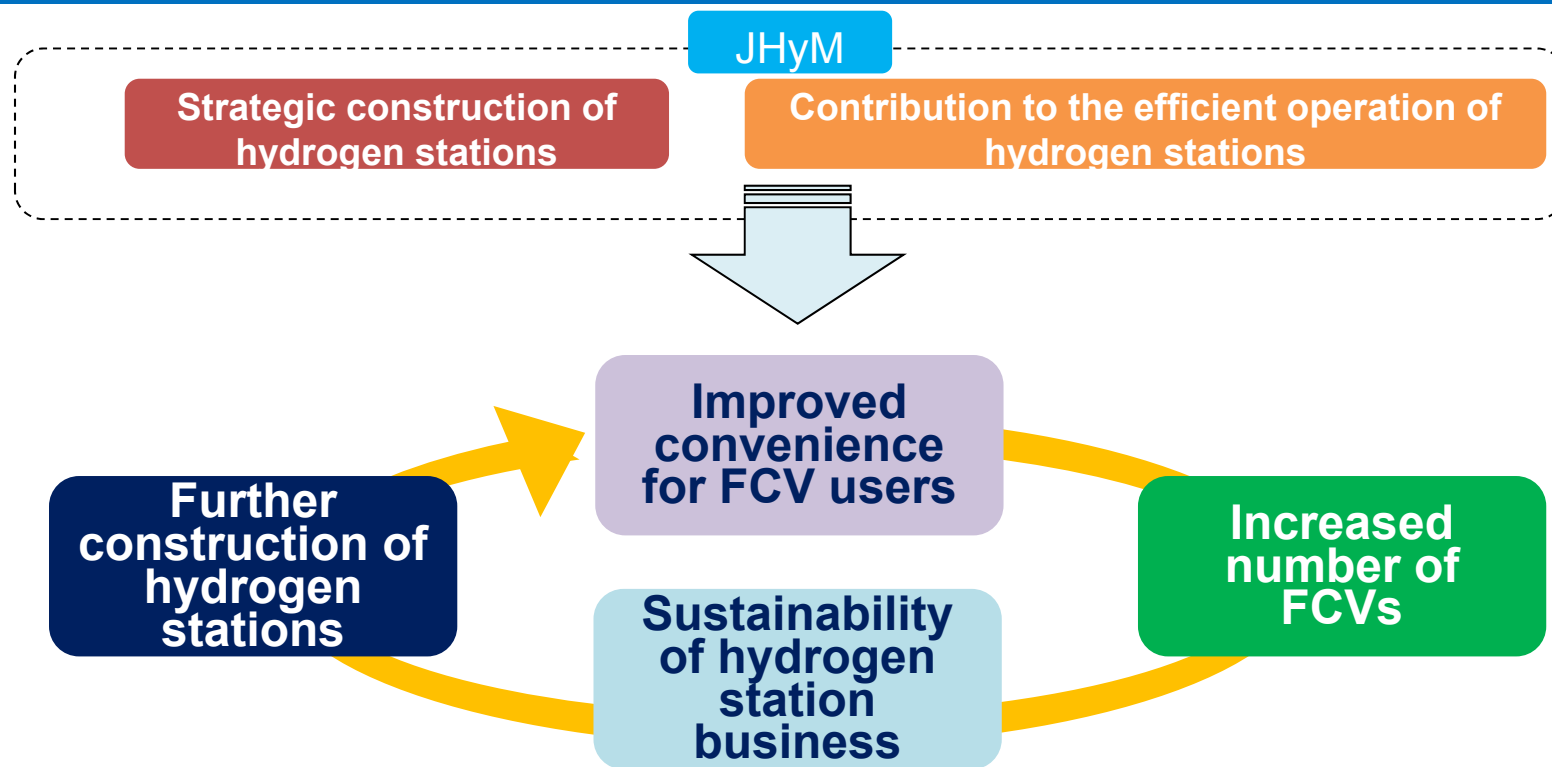 JHyM
Strategic construction of
hydrogen stations
Contribution to the efficient operation of
hydrogen stations
Improved
convenience
for FCV users
Further
construction of
hydrogen
stations
Increased
number of
FCVs
Sustainability
of hydrogen
station
business